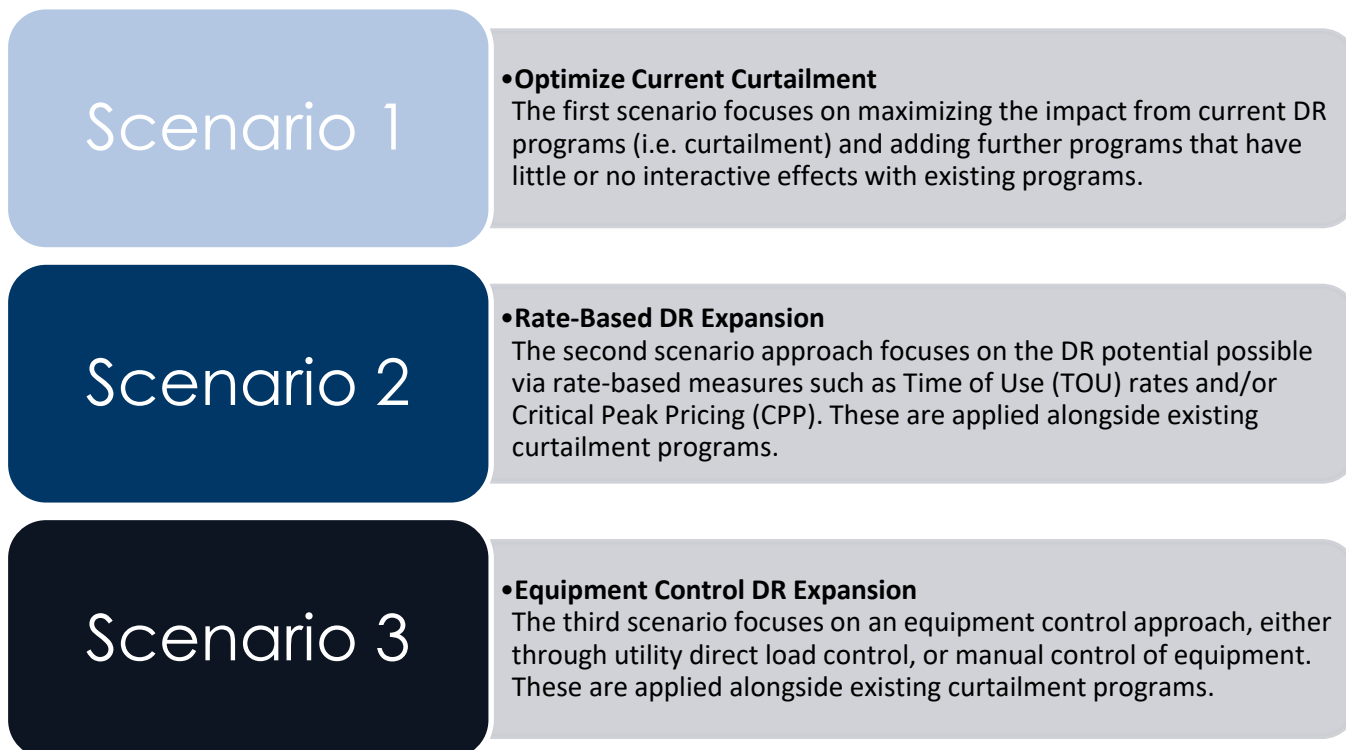 Scenario 1
•Optimize Current Curtailment
The first scenario focuses on maximizing the impact from current DR
programs (i.e. curtailment) and adding further programs that have
little or no interactive effects with existing programs.
Scenario 2
•Rate-Based DR Expansion
The second scenario approach focuses on the DR potential possible
via rate-based measures such as Time of Use (TOU) rates and/or
Critical Peak Pricing (CPP). These are applied alongside existing
curtailment programs.
Scenario 3
•Equipment Control DR Expansion
The third scenario focuses on an equipment control approach, either
through utility direct load control, or manual control of equipment.
These are applied alongside existing curtailment programs.